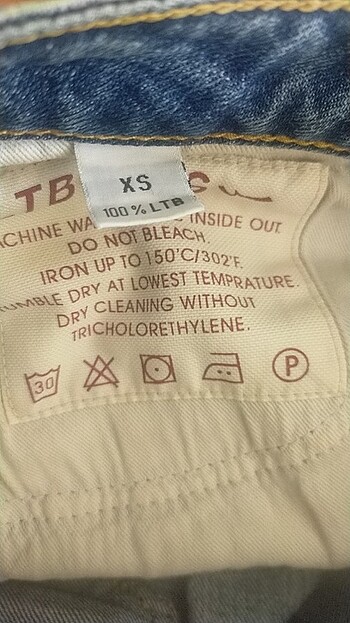 XS
100 % LTB
INSIDE OUT.
DO NOT BLEACH.
IRON UP TO 150°C/302°F.
DRY AT LOWEST TEMPRATURE.
DRY CLEANING WITHOUT
TRICHOLORETHYLENE.
30
P